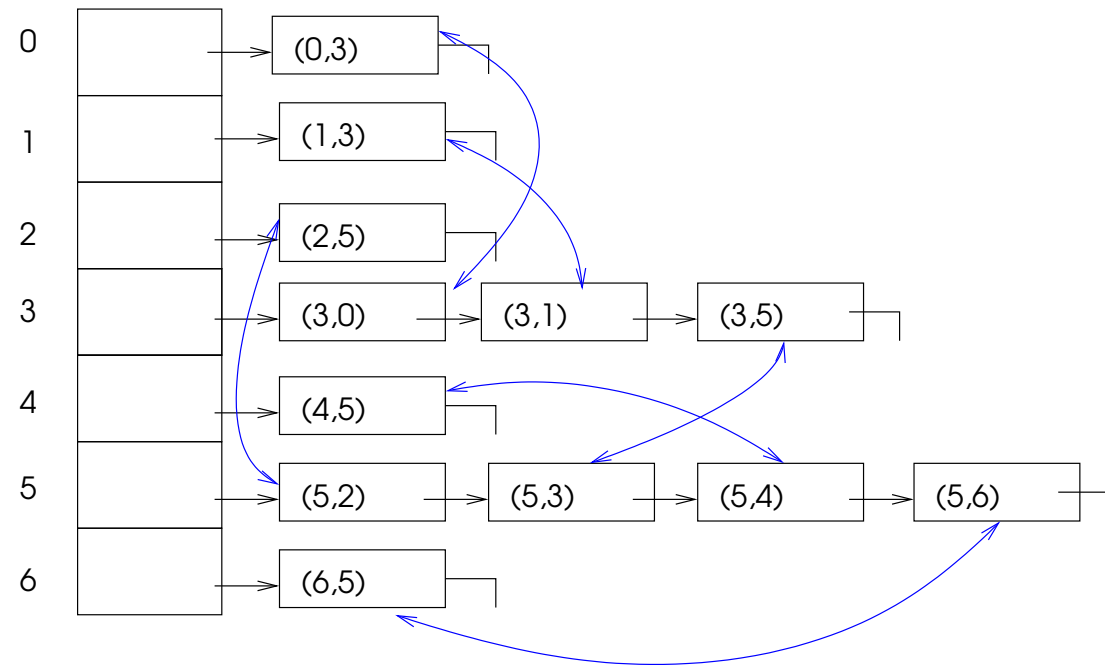 0 (0,3)
1 (1,3)
2 (2,5)
3 (3,0) (3,1) (3,5)
4 (4,5)
5 (5,2) (5,3) (5,4) (5,6)
6 (6,5)